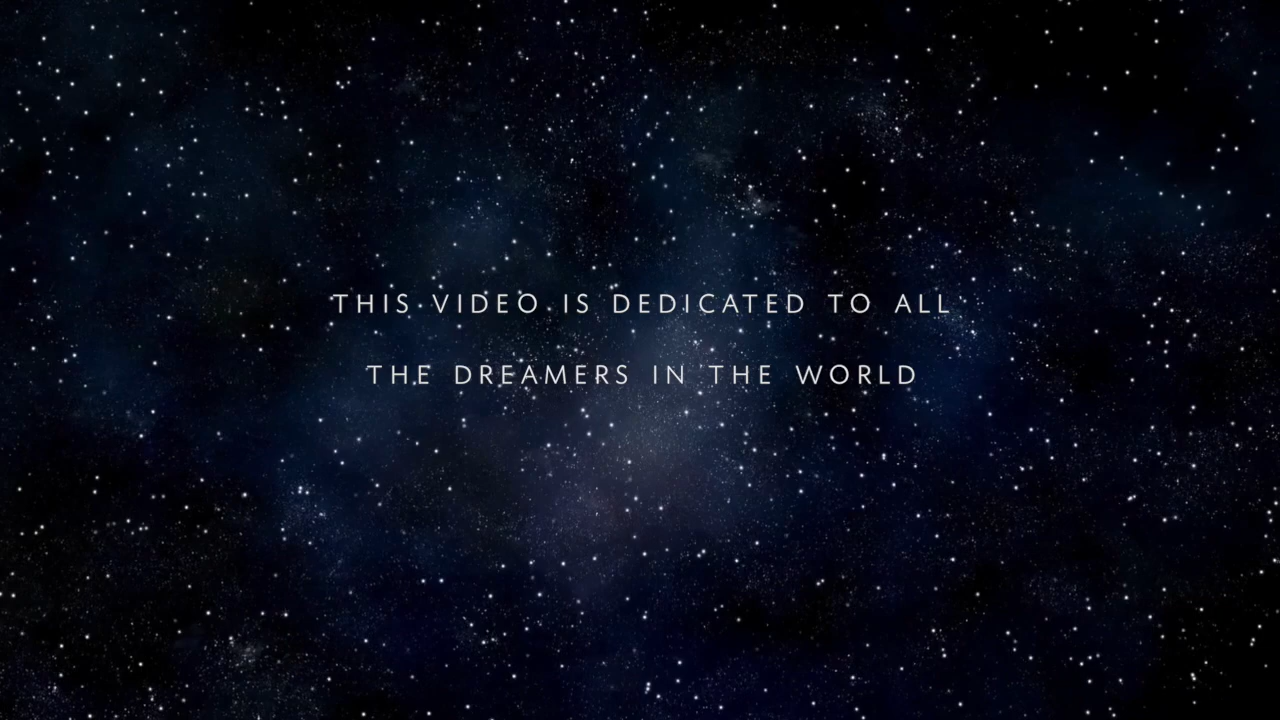 THIS VIDEO IS DEDICATED TO ALL
THE DREAMERS IN THE WORLD